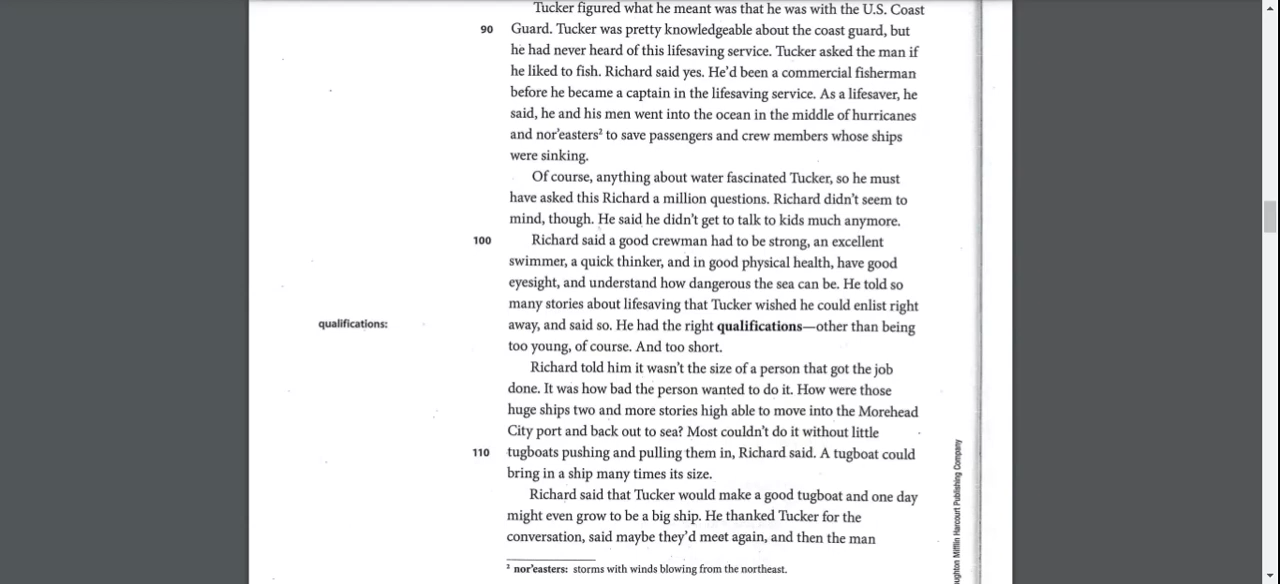 Tucker figured what he meant was that he was with the U.S. Coast
90 Guard. Tucker was pretty knowledgeable about the coast guard, but
he had never heard of this lifesaving service. Tucker asked the man if
he liked to fish. Richard said yes. He'd been a commercial fisherman
before he became a captain in the lifesaving service. As a lifesaver, he
said, he and his men went into the ocean in the middle of hurricanes
and nor'easters² to save passengers and crew members whose ships
were sinking.
Of course, anything about water fascinated Tucker, so he must
have asked this Richard a million questions. Richard didn't seem to
mind, though. He said he didn't get to talk to kids much anymore.
100 Richard said a good crewman had to be strong, an excellent
swimmer, a quick thinker, and in good physical health, have good
eyesight, and understand how dangerous the sea can be. He told so
many stories about lifesaving that Tucker wished he could enlist right
qualifications: away, and said so. He had the right qualifications—other than being
too young, of course. And too short.
Richard told him it wasn't the size of a person that got the job
done. It was how bad the person wanted to do it. How were those
huge ships two and more stories high able to move into the Morehead
City port and back out to sea? Most couldn't do it without little
110 tugboats pushing and pulling them in, Richard said. A tugboat could
bring in a ship many times its size.
Richard said that Tucker would make a good tugboat and one day
might even grow to be a big ship. He thanked Tucker for the
conversation, said maybe they'd meet again, and then the man
² nor'easters: storms with winds blowing from the northeast.
Mifflin Harcourt Publishing Company